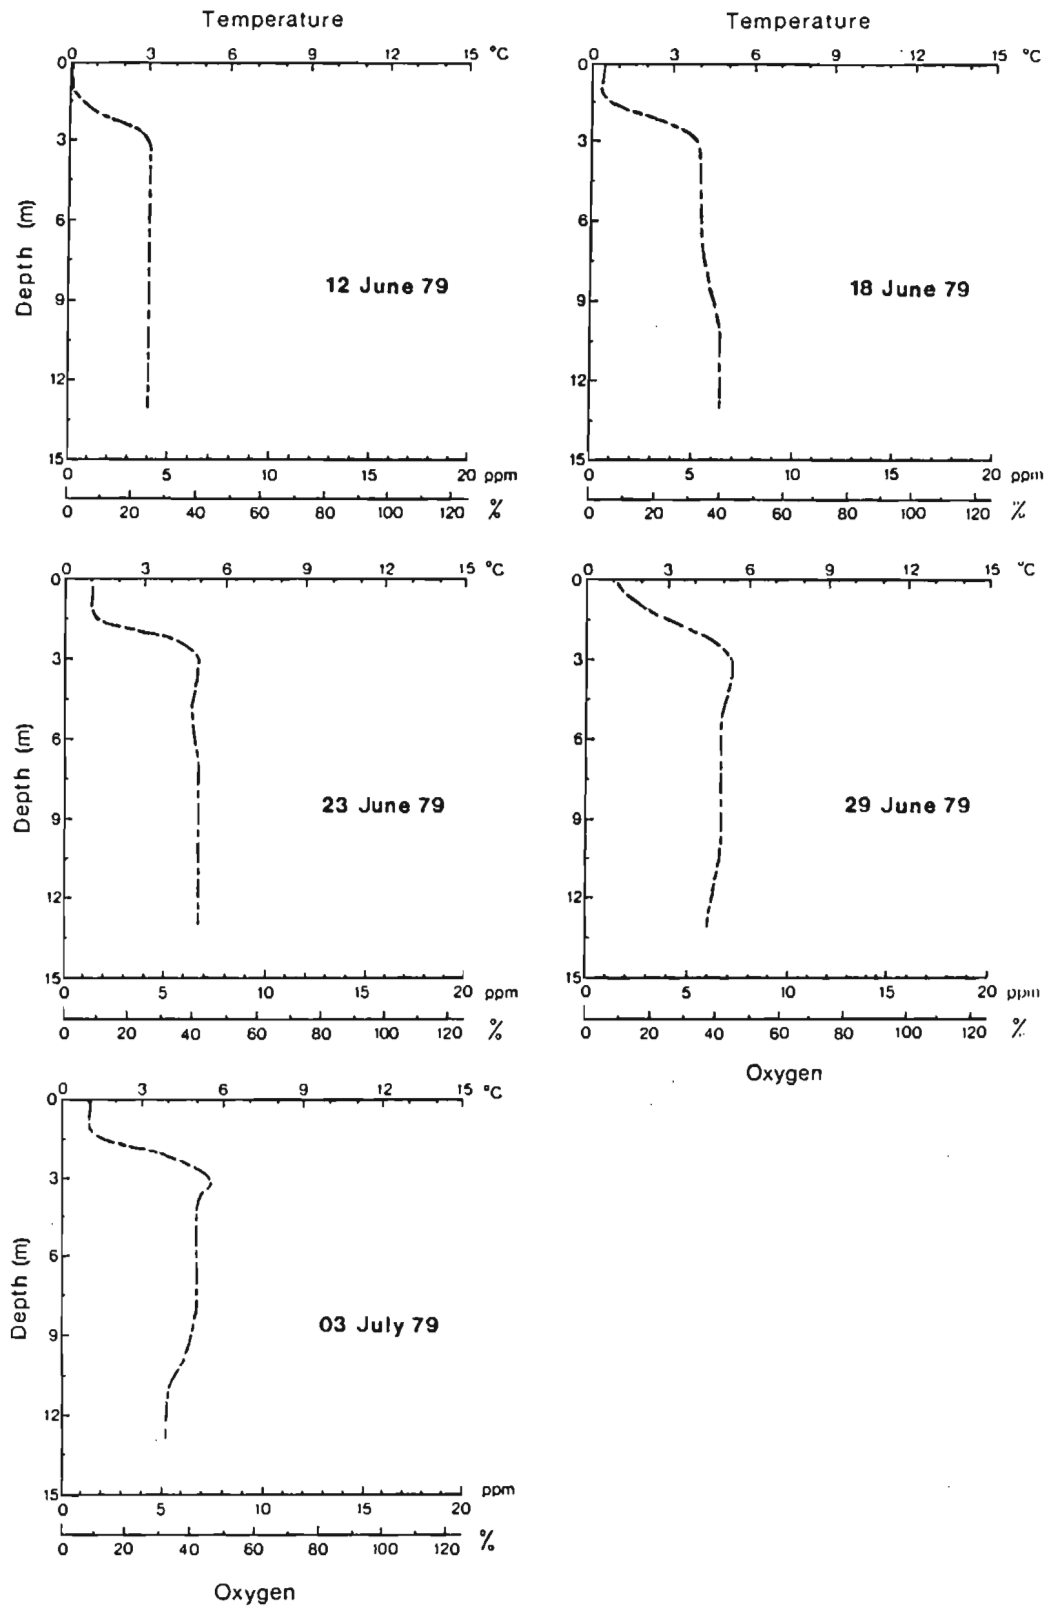 Temperature
Temperature
0 3 6 9 12 15 °C
0 3 6 9 12 15 °C
0
3
6
9
12
15
Depth (m)
12 June 79
0
3
6
9
12
15
18 June 79
0 5 10 15 20 ppm
0 5 10 15 20 ppm
0 20 40 60 80 100 120 %
0 20 40 60 80 100 120 %
0 3 6 9 12 15 °C
0 3 6 9 12 15 °C
0
3
6
9
12
15
Depth (m)
23 June 79
0
3
6
9
12
15
29 June 79
0 5 10 15 20 ppm
0 5 10 15 20 ppm
0 20 40 60 80 100 120 %
0 20 40 60 80 100 120 %
Oxygen
0 3 6 9 12 15 °C
0
3
6
9
12
15
Depth (m)
03 July 79
0 5 10 15 20 ppm
0 20 40 60 80 100 120 %
Oxygen